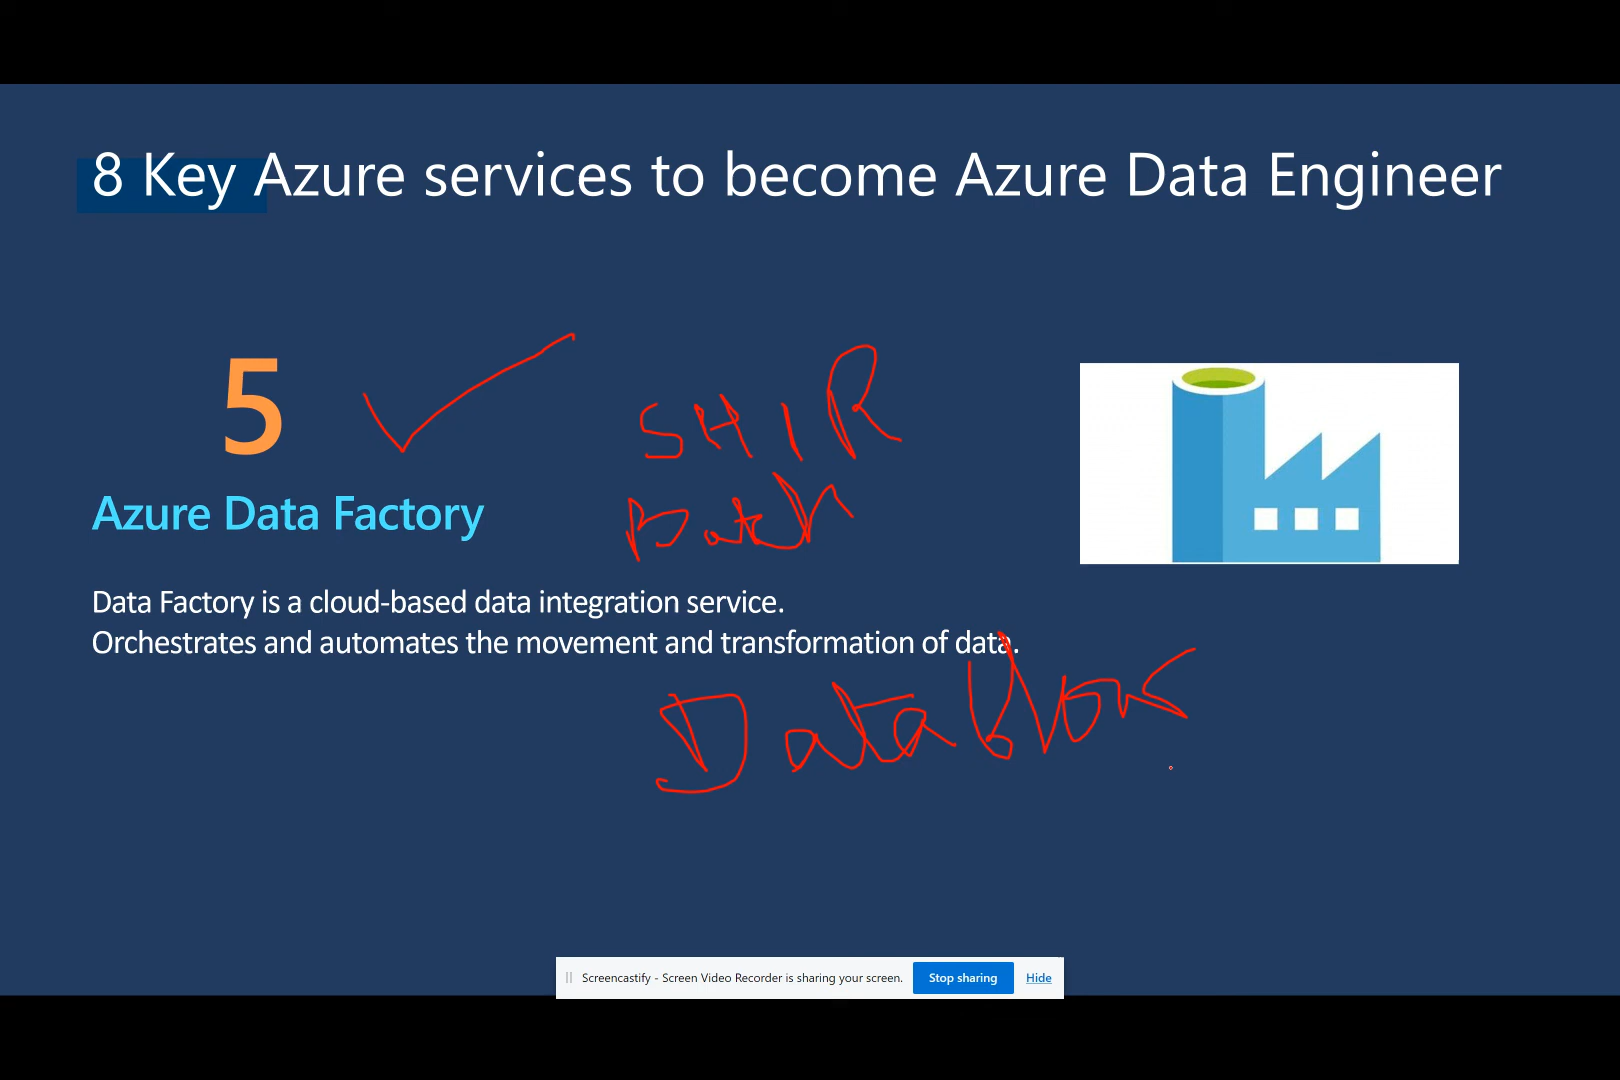 8 Key Azure services to become Azure Data Engineer
5
SHIR
Batch
Azure Data Factory
Data Factory is a cloud-based data integration service.
Orchestrates and automates the movement and transformation of data.
Screencastify - Screen Video Recorder is sharing your screen. Stop sharing Hide